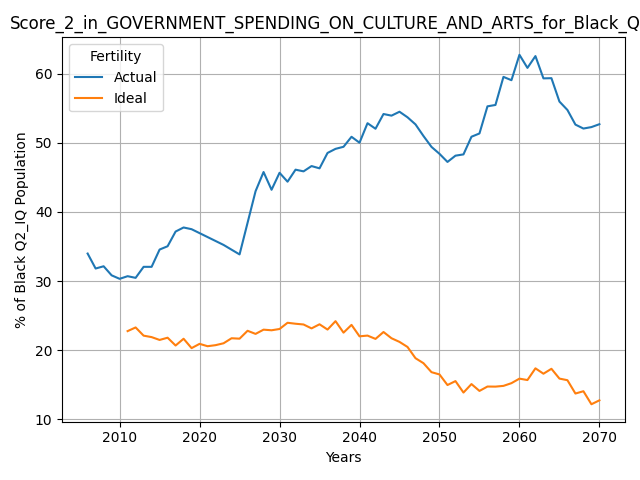 Score_2_in_GOVERNMENT_SPENDING_ON_CULTURE_AND_ARTS_for_Black_Q
Fertility
Actual
Ideal
% of Black Q2_IQ Population
60
50
40
30
20
10
2010 2020 2030 2040 2050 2060 2070
Years